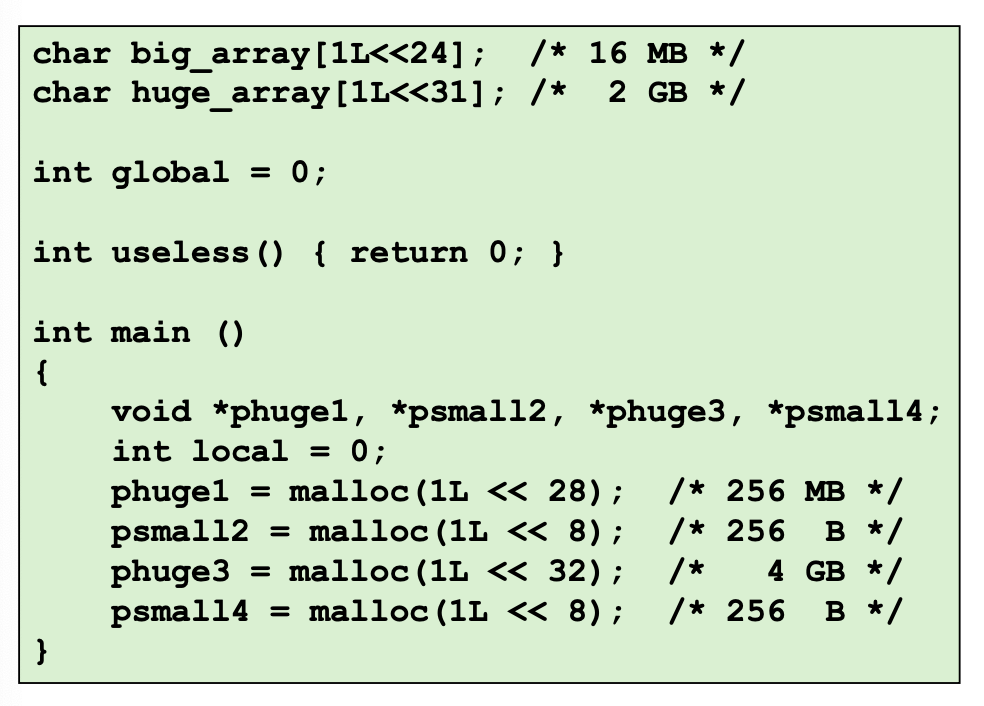 char big_array[1L<<24];  /* 16 MB */
char huge_array[1L<<31]; /*  2 GB */

int global = 0;

int useless() { return 0; }

int main ()
{
    void *phuge1, *psmall2, *phuge3, *psmall4;
    int local = 0;
    phuge1 = malloc(1L << 28);  /* 256 MB */
    psmall2 = malloc(1L << 8);  /* 256  B */
    phuge3 = malloc(1L << 32);  /*   4 GB */
    psmall4 = malloc(1L << 8);  /* 256  B */
}